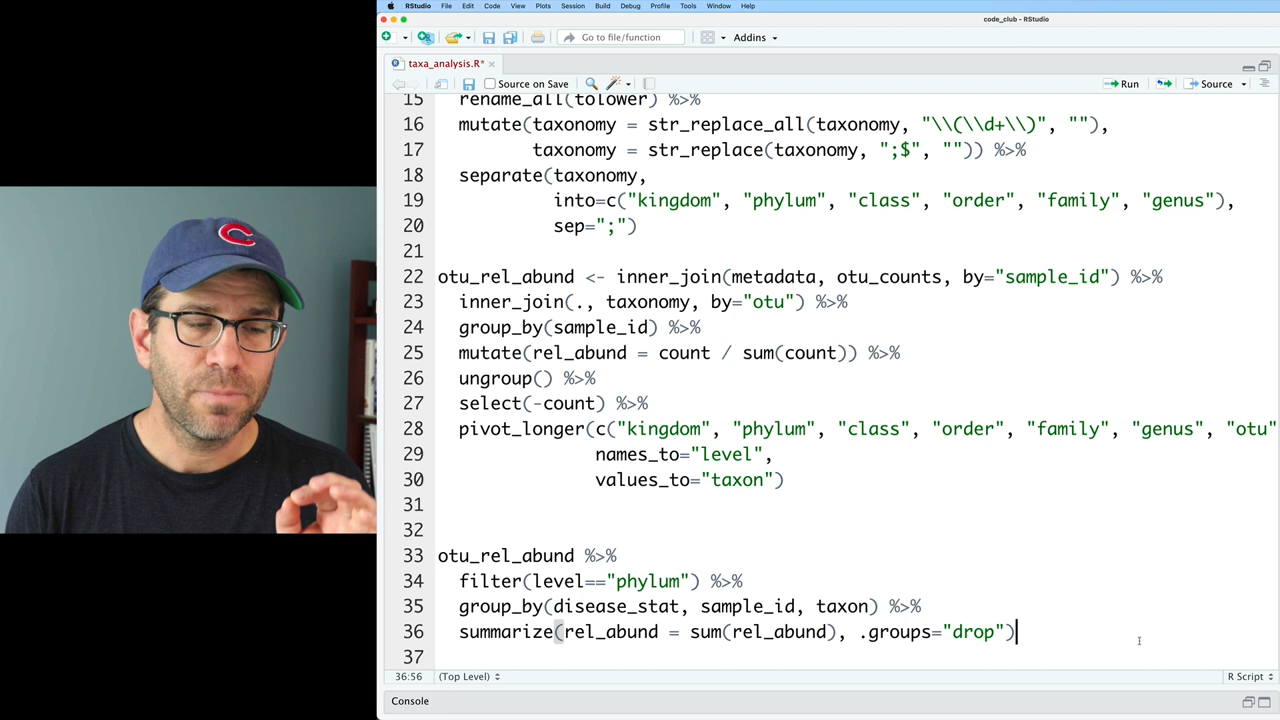 RStudio File Edit Code View Plots Session Build Debug Profile Tools Window Help
code_club - RStudio
Go to file/function
Addins
taxa_analysis.R*
Source on Save
Run
Source
15 rename_all(tolower) %>%
16 mutate(taxonomy = str_replace_all(taxonomy, "\\(\\d+\\)", ""),
17 taxonomy = str_replace(taxonomy, ";$", "")) %>%
18 separate(taxonomy,
19 into=c("kingdom", "phylum", "class", "order", "family", "genus"),
20 sep=";")
21
22 otu_rel_abund <- inner_join(metadata, otu_counts, by="sample_id") %>%
23 inner_join(., taxonomy, by="otu") %>%
24 group_by(sample_id) %>%
25 mutate(rel_abund = count / sum(count)) %>%
26 ungroup() %>%
27 select(-count) %>%
28 pivot_longer(c("kingdom", "phylum", "class", "order", "family", "genus", "otu"
29 names_to="level",
30 values_to="taxon")
31
32
33 otu_rel_abund %>%
34 filter(level=="phylum") %>%
35 group_by(disease_stat, sample_id, taxon) %>%
36 summarize(rel_abund = sum(rel_abund), .groups="drop")
37
36:56 (Top Level)
R Script
Console
C